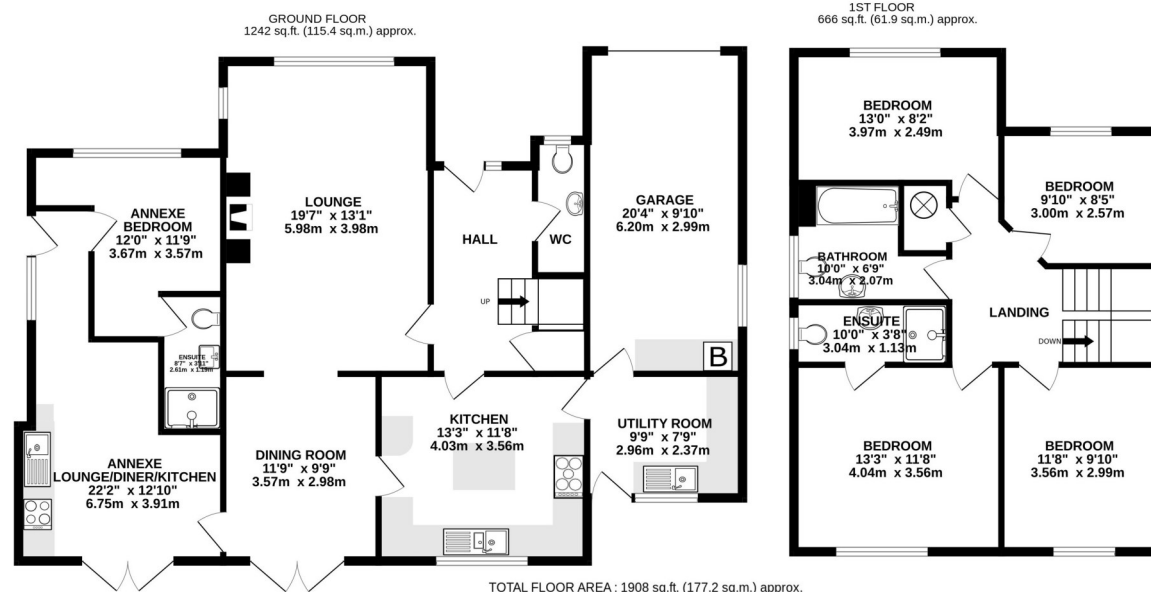 GROUND FLOOR
1242 sq.ft. (115.4 sq.m.) approx.
1ST FLOOR
666 sq.ft. (61.9 sq.m.) approx.
ANNEXE
BEDROOM
12'0" x 11'9"
3.67m x 3.57m
LOUNGE
19'7" x 13'1"
5.98m x 3.98m
HALL
WC
UP
GARAGE
20'4" x 9'10"
6.20m x 2.99m
B
ENSUITE
8'7" x 3'11"
2.61m x 1.19m
ANNEXE
LOUNGE/DINER/KITCHEN
22'2" x 12'10"
6.75m x 3.91m
DINING ROOM
11'9" x 9'9"
3.57m x 2.98m
KITCHEN
13'3" x 11'8"
4.03m x 3.56m
UTILITY ROOM
9'9" x 7'9"
2.96m x 2.37m
BEDROOM
13'0" x 8'2"
3.97m x 2.49m
BEDROOM
9'10" x 8'5"
3.00m x 2.57m
BATHROOM
10'0" x 6'9"
3.04m x 2.07m
ENSUITE
10'0" x 3'8"
3.04m x 1.13m
LANDING
DOWN
BEDROOM
13'3" x 11'8"
4.04m x 3.56m
BEDROOM
11'8" x 9'10"
3.56m x 2.99m
TOTAL FLOOR AREA : 1908 sq.ft. (177.2 sq.m.) approx.